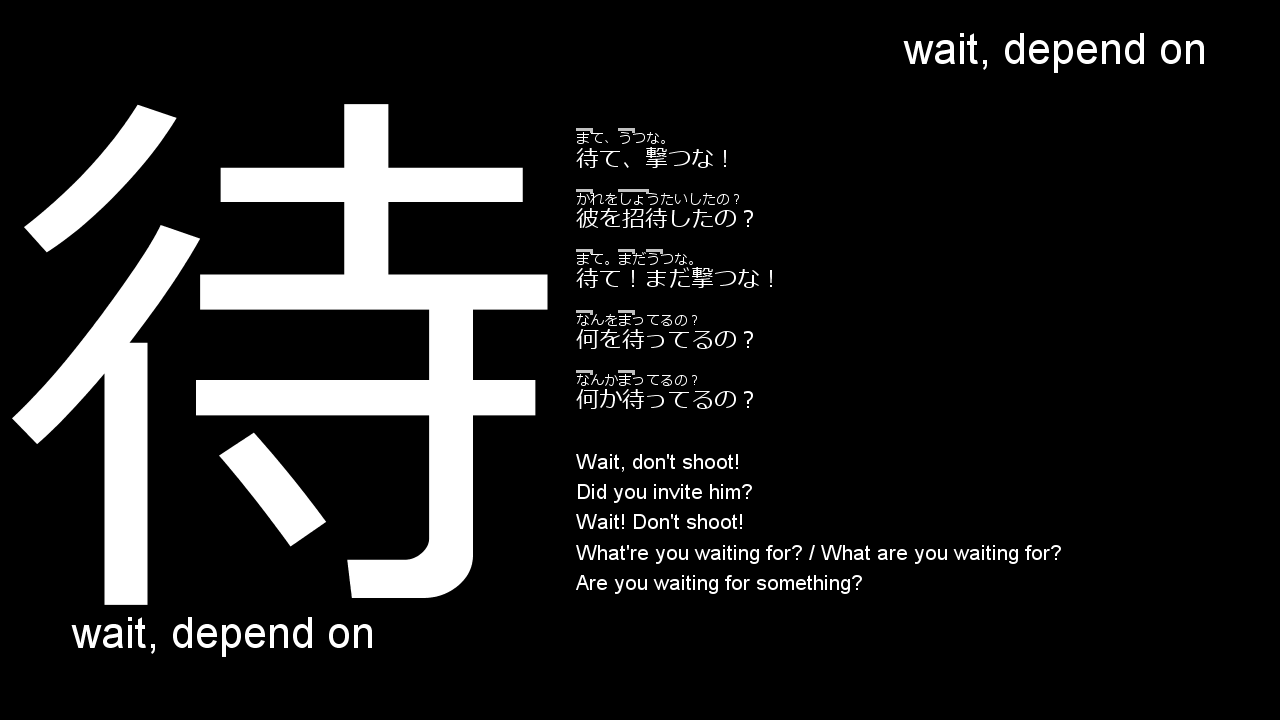 wait, depend on
待
まて、うつな。
待て、撃つな！
かれをしょうたいしたの？
彼を招待したの？
まて。まだうつな。
待て！まだ撃つな！
なんをまってるの？
何を待ってるの？
なんかまってるの？
何か待ってるの？
Wait, don't shoot!
Did you invite him?
Wait! Don't shoot!
What're you waiting for? / What are you waiting for?
Are you waiting for something?
wait, depend on